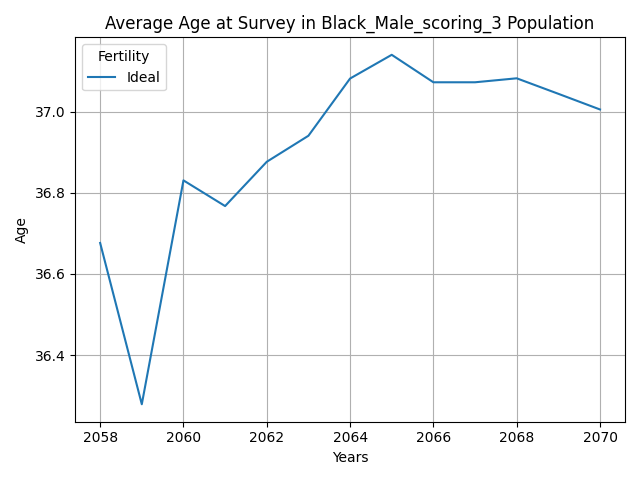 Average Age at Survey in Black_Male_scoring_3 Population
Fertility
Ideal
37.0
36.8
36.6
36.4
Age
2058
2060
2062
2064
2066
2068
2070
Years